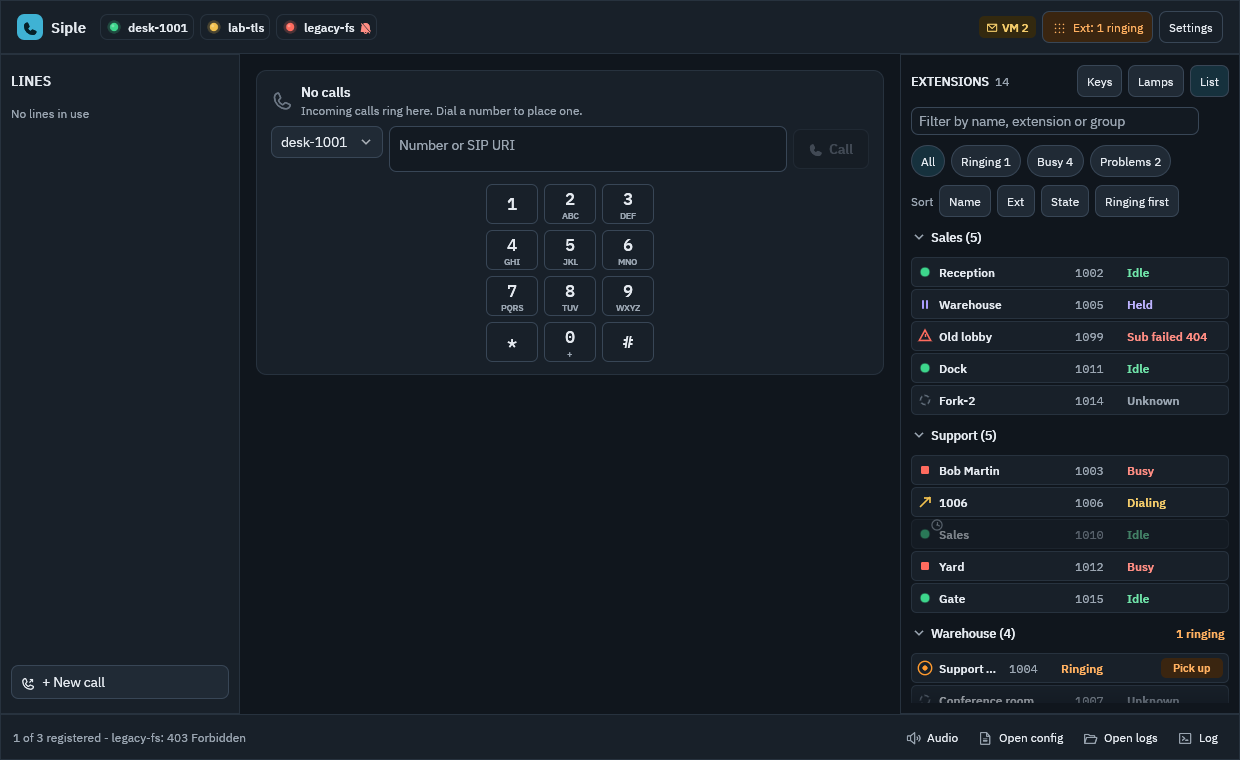 Siple desk-1001 lab-tls legacy-fs VM 2 Ext: 1 ringing Settings
LINES
No lines in use
+ New call
No calls
Incoming calls ring here. Dial a number to place one.
desk-1001 Number or SIP URI Call
1 2 ABC 3 DEF
4 GHI 5 JKL 6 MNO
7 PQRS 8 TUV 9 WXYZ
* 0 + #
EXTENSIONS 14 Keys Lamps List
Filter by name, extension or group
All Ringing 1 Busy 4 Problems 2
Sort Name Ext State Ringing first
Sales (5)
Reception 1002 Idle
Warehouse 1005 Held
Old lobby 1099 Sub failed 404
Dock 1011 Idle
Fork-2 1014 Unknown
Support (5)
Bob Martin 1003 Busy
1006 1006 Dialing
Sales 1010 Idle
Yard 1012 Busy
Gate 1015 Idle
Warehouse (4) 1 ringing
Support ... 1004 Ringing Pick up
Conference room 1007 Unknown
1 of 3 registered - legacy-fs: 403 Forbidden Audio Open config Open logs Log